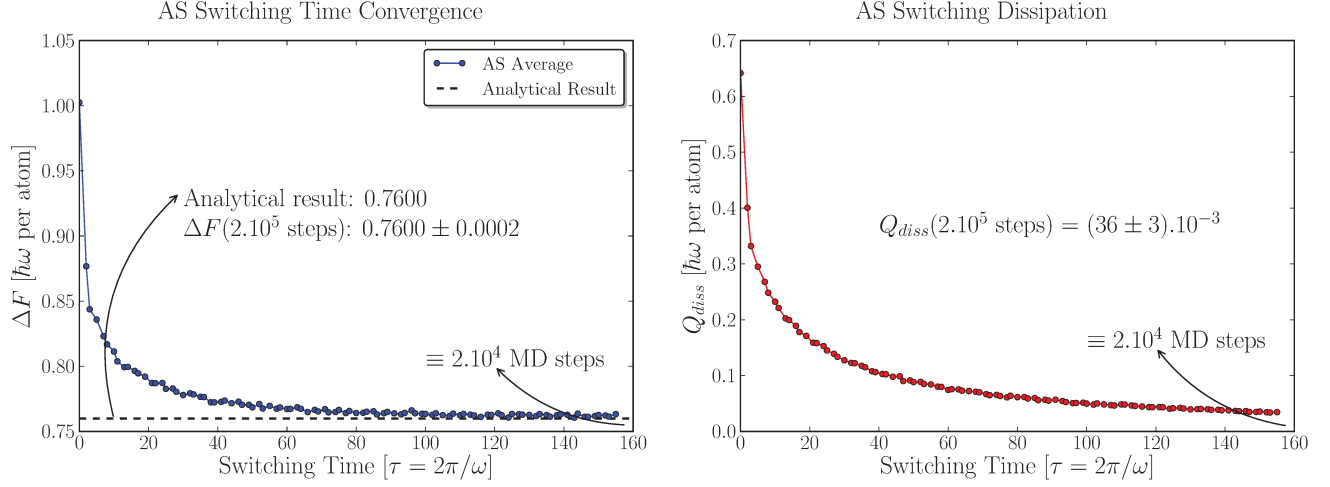 AS Switching Time Convergence
1.05
1.00
0.95
0.90
0.85
0.80
0.75
ΔF [ħω per atom]
AS Average
Analytical Result
Analytical result: 0.7600
ΔF(2.10⁵ steps): 0.7600 ± 0.0002
≡ 2.10⁴ MD steps
0 20 40 60 80 100 120 140 160
Switching Time [τ = 2π/ω]
AS Switching Dissipation
0.7
0.6
0.5
0.4
0.3
0.2
0.1
0.0
Q_diss [ħω per atom]
Q_diss(2.10⁵ steps) = (36 ± 3).10⁻³
≡ 2.10⁴ MD steps
0 20 40 60 80 100 120 140 160
Switching Time [τ = 2π/ω]